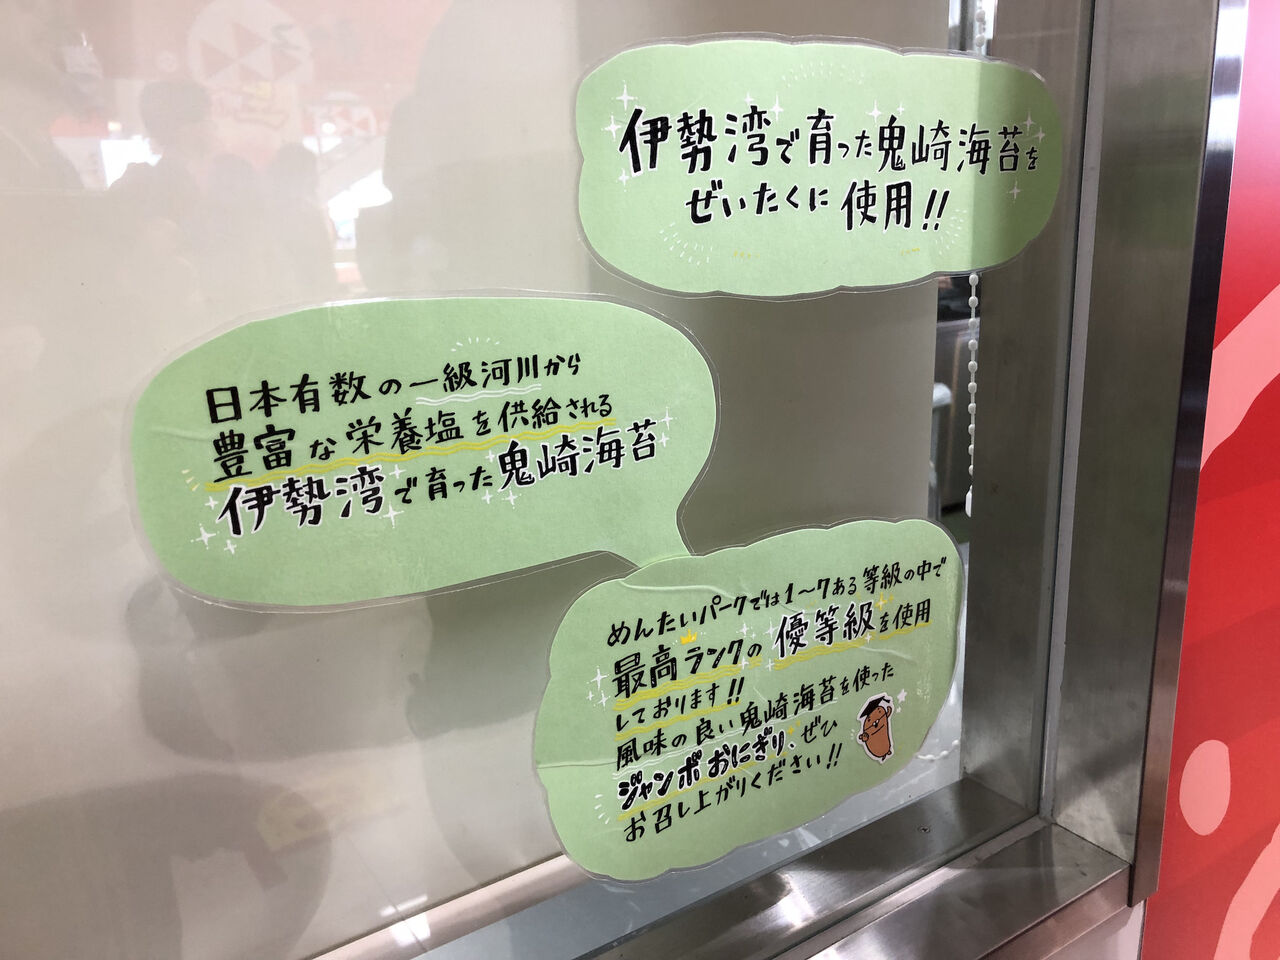 伊勢湾で育った鬼崎海苔を
ぜいたくに使用!!
日本有数の一級河川から
豊富な栄養塩を供給される
伊勢湾で育った鬼崎海苔
めんたいパークでは1〜7ある等級の中で
最高ランクの優等級を使用
しております!!
風味の良い鬼崎海苔を使った
ジャンボおにぎり、ぜひ
お召し上がりください!!